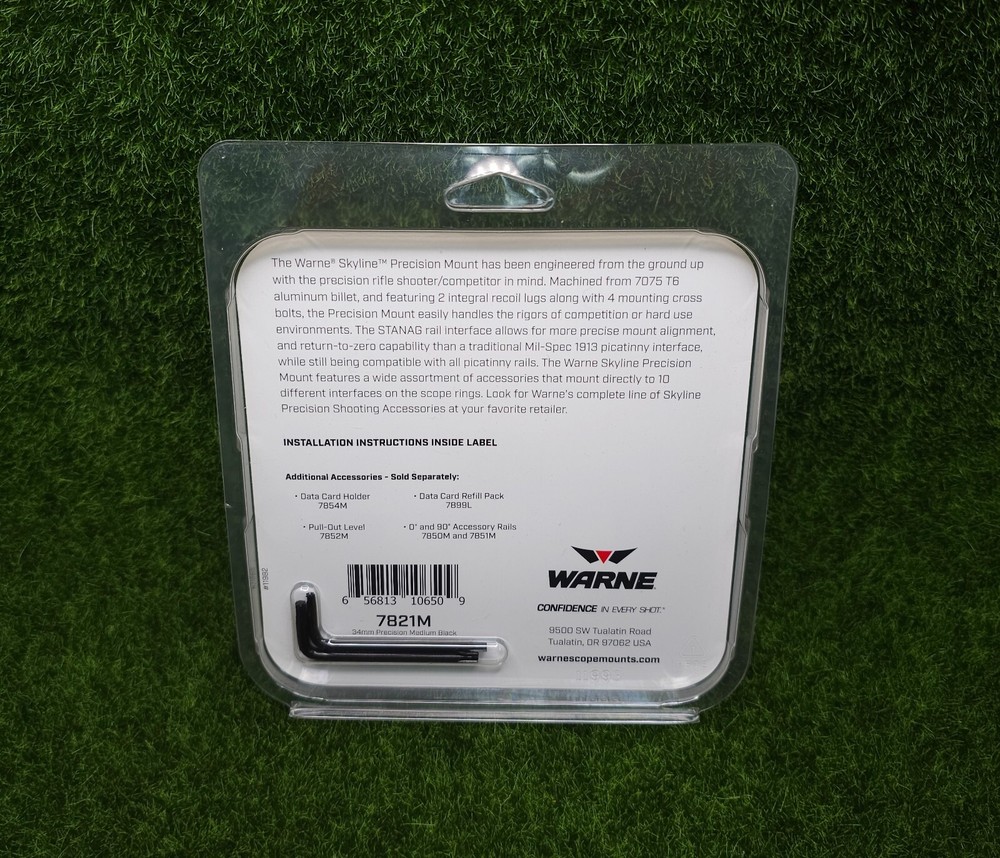 The Warne® Skyline™ Precision Mount has been engineered from the ground up
with the precision rifle shooter/competitor in mind. Machined from 7075 T6
aluminum billet, and featuring 2 integral recoil lugs along with 4 mounting cross
bolts, the Precision Mount easily handles the rigors of competition or hard use
environments. The STANAG rail interface allows for more precise mount alignment,
and return-to-zero capability than a traditional Mil-Spec 1913 picatinny interface,
while still being compatible with all picatinny rails. The Warne Skyline Precision
Mount features a wide assortment of accessories that mount directly to 10
different interfaces on the scope rings. Look for Warne's complete line of Skyline
Precision Shooting Accessories at your favorite retailer.
INSTALLATION INSTRUCTIONS INSIDE LABEL
Additional Accessories - Sold Separately:
• Data Card Holder
7854M
• Data Card Refill Pack
7899L
• Pull-Out Level
7852M
• 0° and 90° Accessory Rails
7850M and 7851M
6 56813 10650 9
7821M
34mm Precision Medium Black
WARNE
CONFIDENCE IN EVERY SHOT.™
9500 SW Tualatin Road
Tualatin, OR 97062 USA
warnescopemounts.com